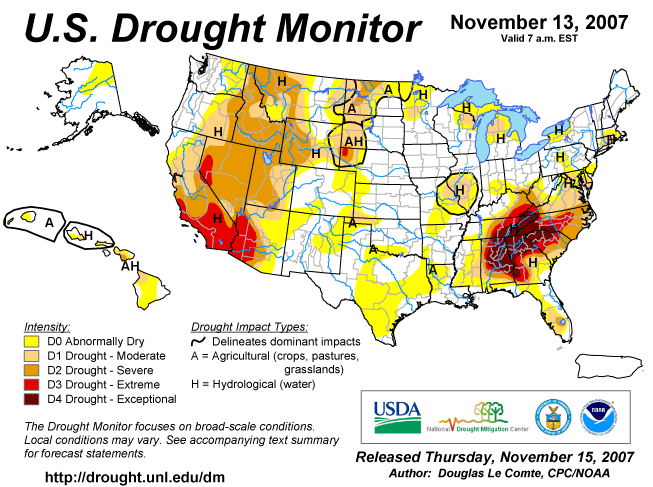 U.S. Drought Monitor
November 13, 2007
Valid 7 a.m. EST
H
H
A
A
H
H
H
H
H
AH
H
H
H
H
H
H
A
A
A
H
A
H
AH
Intensity:
D0 Abnormally Dry
D1 Drought - Moderate
D2 Drought - Severe
D3 Drought - Extreme
D4 Drought - Exceptional
Drought Impact Types:
Delineates dominant impacts
A = Agricultural (crops, pastures,
grasslands)
H = Hydrological (water)
The Drought Monitor focuses on broad-scale conditions.
Local conditions may vary. See accompanying text summary
for forecast statements.
http://drought.unl.edu/dm
USDA
National Drought Mitigation Center
NOAA
Released Thursday, November 15, 2007
Author: Douglas Le Comte, CPC/NOAA